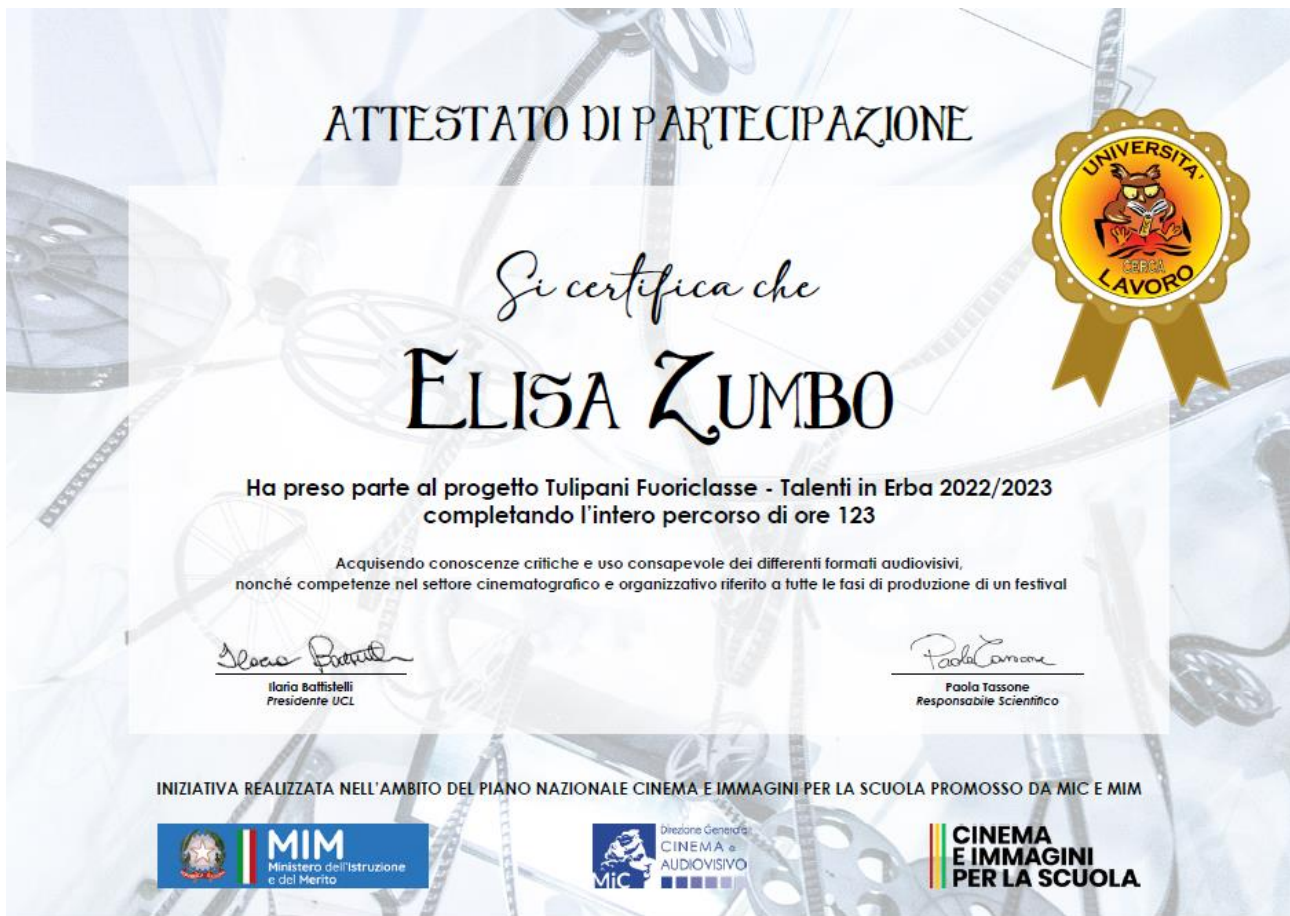 ATTESTATO DI PARTECIPAZIONE
UNIVERSITA'
CERCA
LAVORO
Si certifica che
ELISA ZUMBO
Ha preso parte al progetto Tulipani Fuoriclasse - Talenti in Erba 2022/2023
completando l'intero percorso di ore 123
Acquisendo conoscenze critiche e uso consapevole dei differenti formati audiovisivi,
nonché competenze nel settore cinematografico e organizzativo riferito a tutte le fasi di produzione di un festival
Ilaria Battistelli
Presidente UCL
Paola Tassone
Paola Tassone
Responsabile Scientifico
INIZIATIVA REALIZZATA NELL'AMBITO DEL PIANO NAZIONALE CINEMA E IMMAGINI PER LA SCUOLA PROMOSSO DA MIC E MIM
MIM
Ministero dell'Istruzione
e del Merito
MiC
Direzione Generale
CINEMA e
AUDIOVISIVO
CINEMA
E IMMAGINI
PER LA SCUOLA